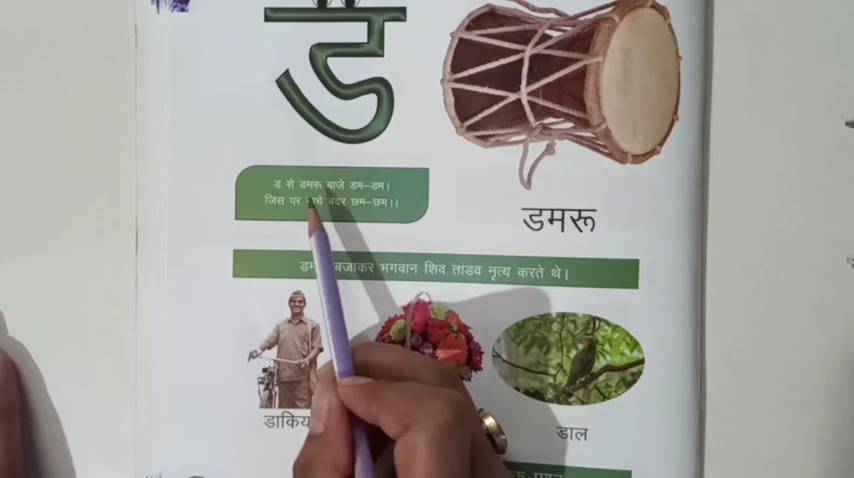 ड
ड से डमरू बाजे डम–डम।
जिस पर नाचे बंदर छम–छम।।
डमरू
बजाकर भगवान शिव तांडव नृत्य करते थे।
डाल